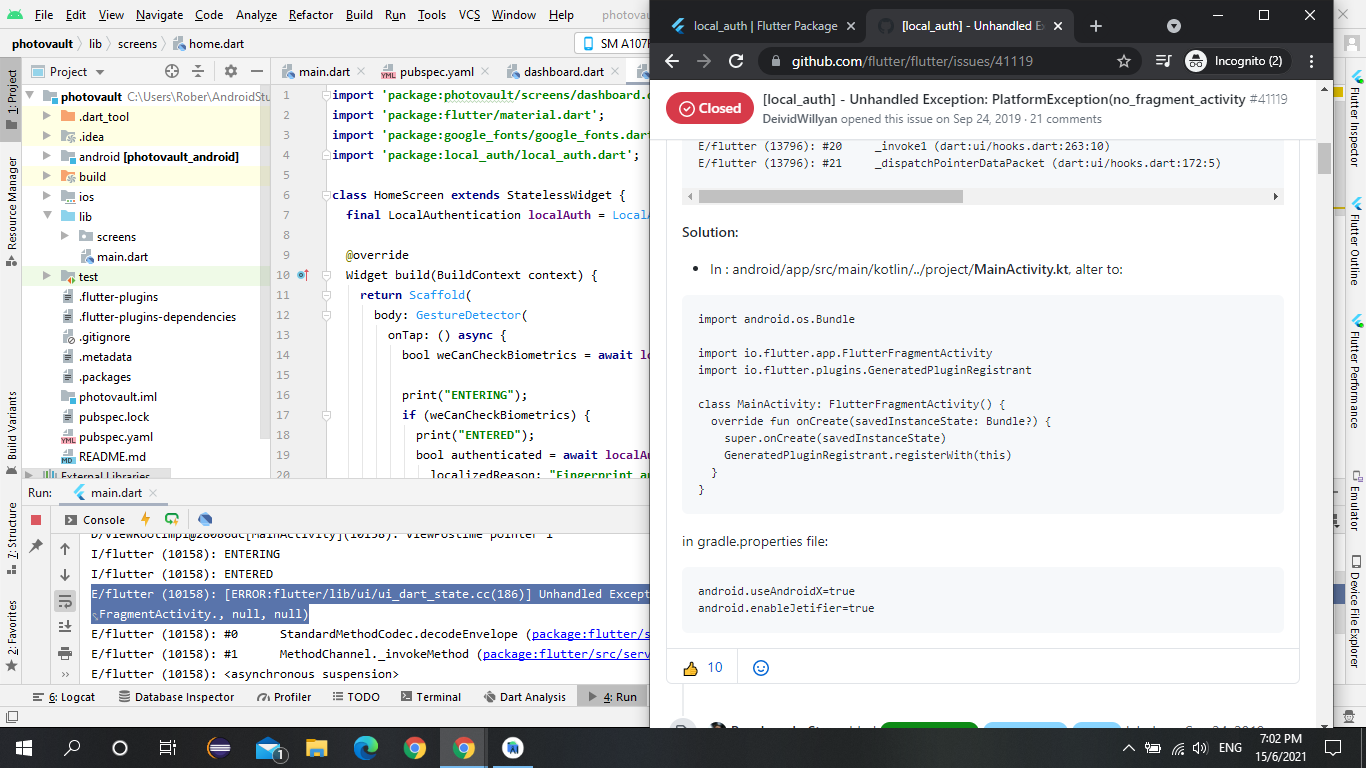 File Edit View Navigate Code Analyze Refactor Build Run Tools VCS Window Help photovau
photovault lib screens home.dart
SM A107F
Project
main.dart
pubspec.yaml
dashboard.dart
1: Project
Resource Manager
Build Variants
7: Structure
2: Favorites
photovault C:\Users\Rober\AndroidStu
.dart_tool
.idea
android [photovault_android]
build
ios
lib
screens
main.dart
test
.flutter-plugins
.flutter-plugins-dependencies
.gitignore
.metadata
.packages
photovault.iml
pubspec.lock
pubspec.yaml
README.md
External Libraries
1 import 'package:photovault/screens/dashboard.d
2 import 'package:flutter/material.dart';
3 import 'package:google_fonts/google_fonts.dart
4 import 'package:local_auth/local_auth.dart';
5
6 class HomeScreen extends StatelessWidget {
7 final LocalAuthentication localAuth = LocalA
8
9 @override
10 Widget build(BuildContext context) {
11 return Scaffold(
12 body: GestureDetector(
13 onTap: () async {
14 bool weCanCheckBiometrics = await lo
15
16 print("ENTERING");
17 if (weCanCheckBiometrics) {
18 print("ENTERED");
19 bool authenticated = await localAu
20 localizedReason: "Fingerprint au
Run: main.dart
Console
D/ViewRootImpl@28086dc[MainActivity](10158): ViewPostIme pointer 1
I/flutter (10158): ENTERING
I/flutter (10158): ENTERED
E/flutter (10158): [ERROR:flutter/lib/ui/ui_dart_state.cc(186)] Unhandled Except
FragmentActivity., null, null)
E/flutter (10158): #0 StandardMethodCodec.decodeEnvelope (package:flutter/s
E/flutter (10158): #1 MethodChannel._invokeMethod (package:flutter/src/serv
E/flutter (10158): <asynchronous suspension>
6: Logcat Database Inspector Profiler TODO Terminal Dart Analysis 4: Run
local_auth | Flutter Package
[local_auth] - Unhandled Ex
github.com/flutter/flutter/issues/41119
Incognito (2)
Closed
[local_auth] - Unhandled Exception: PlatformException(no_fragment_activity #41119
DeividWillyan opened this issue on Sep 24, 2019 · 21 comments
E/flutter (13796): #20 _invoke1 (dart:ui/hooks.dart:263:10)
E/flutter (13796): #21 _dispatchPointerDataPacket (dart:ui/hooks.dart:172:5)
Solution:
• In : android/app/src/main/kotlin/../project/MainActivity.kt, alter to:
import android.os.Bundle
import io.flutter.app.FlutterFragmentActivity
import io.flutter.plugins.GeneratedPluginRegistrant
class MainActivity: FlutterFragmentActivity() {
override fun onCreate(savedInstanceState: Bundle?) {
super.onCreate(savedInstanceState)
GeneratedPluginRegistrant.registerWith(this)
}
}
in gradle.properties file:
android.useAndroidX=true
android.enableJetifier=true
10
Flutter Inspector
Flutter Outline
Flutter Performance
Emulator
Device File Explorer
1
ENG
7:02 PM
15/6/2021